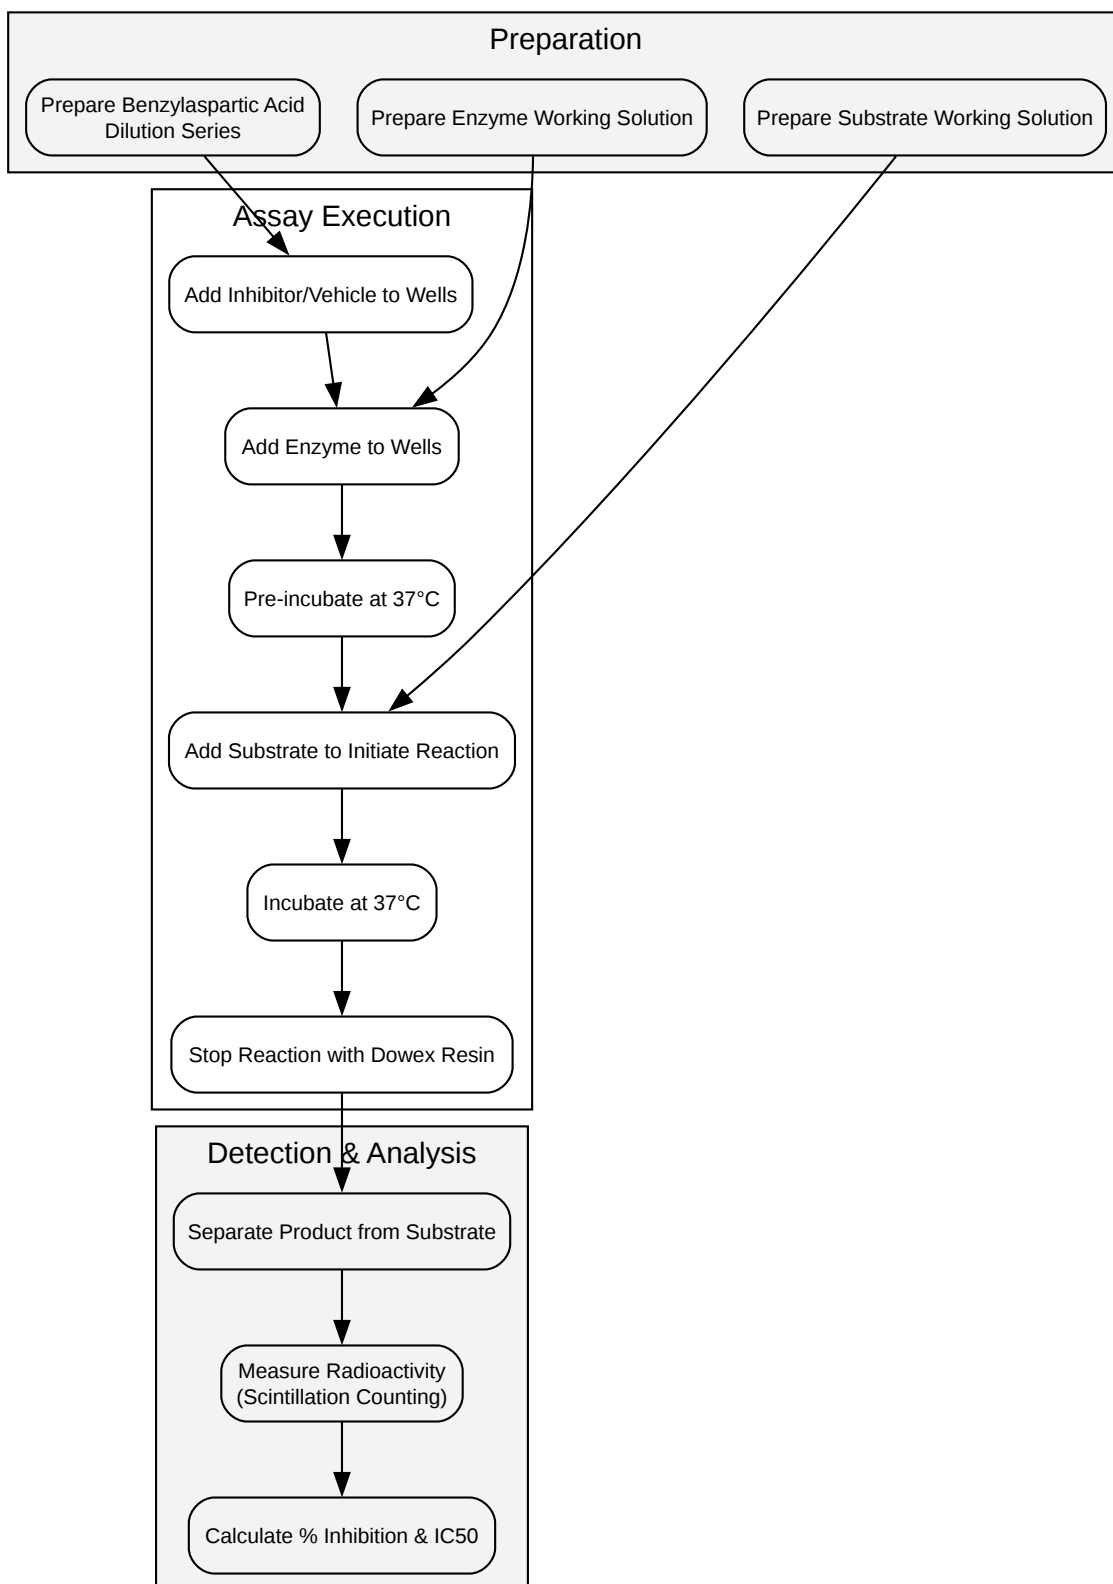 Preparation
Prepare Benzylaspartic Acid
Dilution Series
Prepare Enzyme Working Solution
Prepare Substrate Working Solution
Assay Execution
Add Inhibitor/Vehicle to Wells
Add Enzyme to Wells
Pre-incubate at 37°C
Add Substrate to Initiate Reaction
Incubate at 37°C
Stop Reaction with Dowex Resin
Detection & Analysis
Separate Product from Substrate
Measure Radioactivity
(Scintillation Counting)
Calculate % Inhibition & IC50